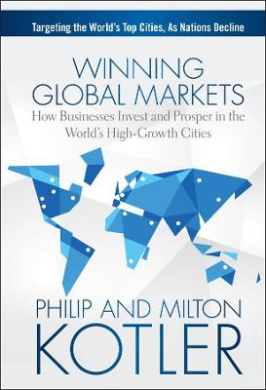 Targeting the World's Top Cities, As Nations Decline
WINNING
GLOBAL MARKETS
How Businesses Invest and Prosper in the
World's High-Growth Cities
PHILIP AND MILTON
KOTLER